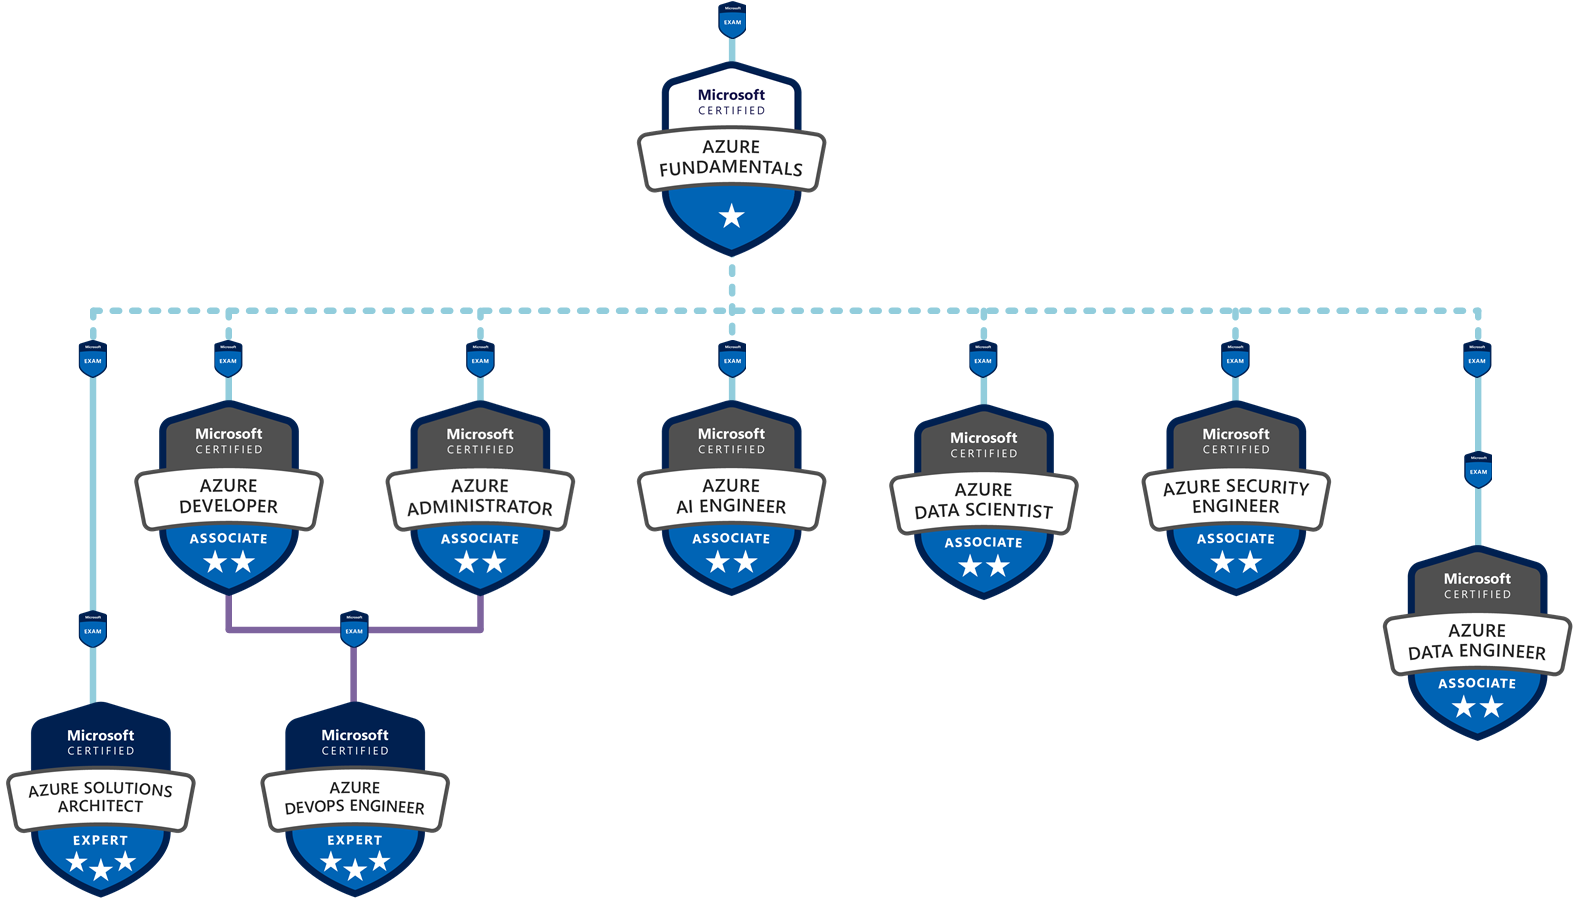 EXAM
Microsoft
CERTIFIED
AZURE
FUNDAMENTALS
Microsoft
EXAM
Microsoft
EXAM
Microsoft
EXAM
Microsoft
EXAM
Microsoft
EXAM
Microsoft
EXAM
Microsoft
EXAM
Microsoft
CERTIFIED
AZURE
DEVELOPER
ASSOCIATE
Microsoft
CERTIFIED
AZURE
ADMINISTRATOR
ASSOCIATE
Microsoft
CERTIFIED
AZURE
AI ENGINEER
ASSOCIATE
Microsoft
CERTIFIED
AZURE
DATA SCIENTIST
ASSOCIATE
Microsoft
CERTIFIED
AZURE SECURITY
ENGINEER
ASSOCIATE
Microsoft
EXAM
Microsoft
CERTIFIED
AZURE
DATA ENGINEER
ASSOCIATE
Microsoft
EXAM
Microsoft
EXAM
Microsoft
CERTIFIED
AZURE SOLUTIONS
ARCHITECT
EXPERT
Microsoft
CERTIFIED
AZURE
DEVOPS ENGINEER
EXPERT